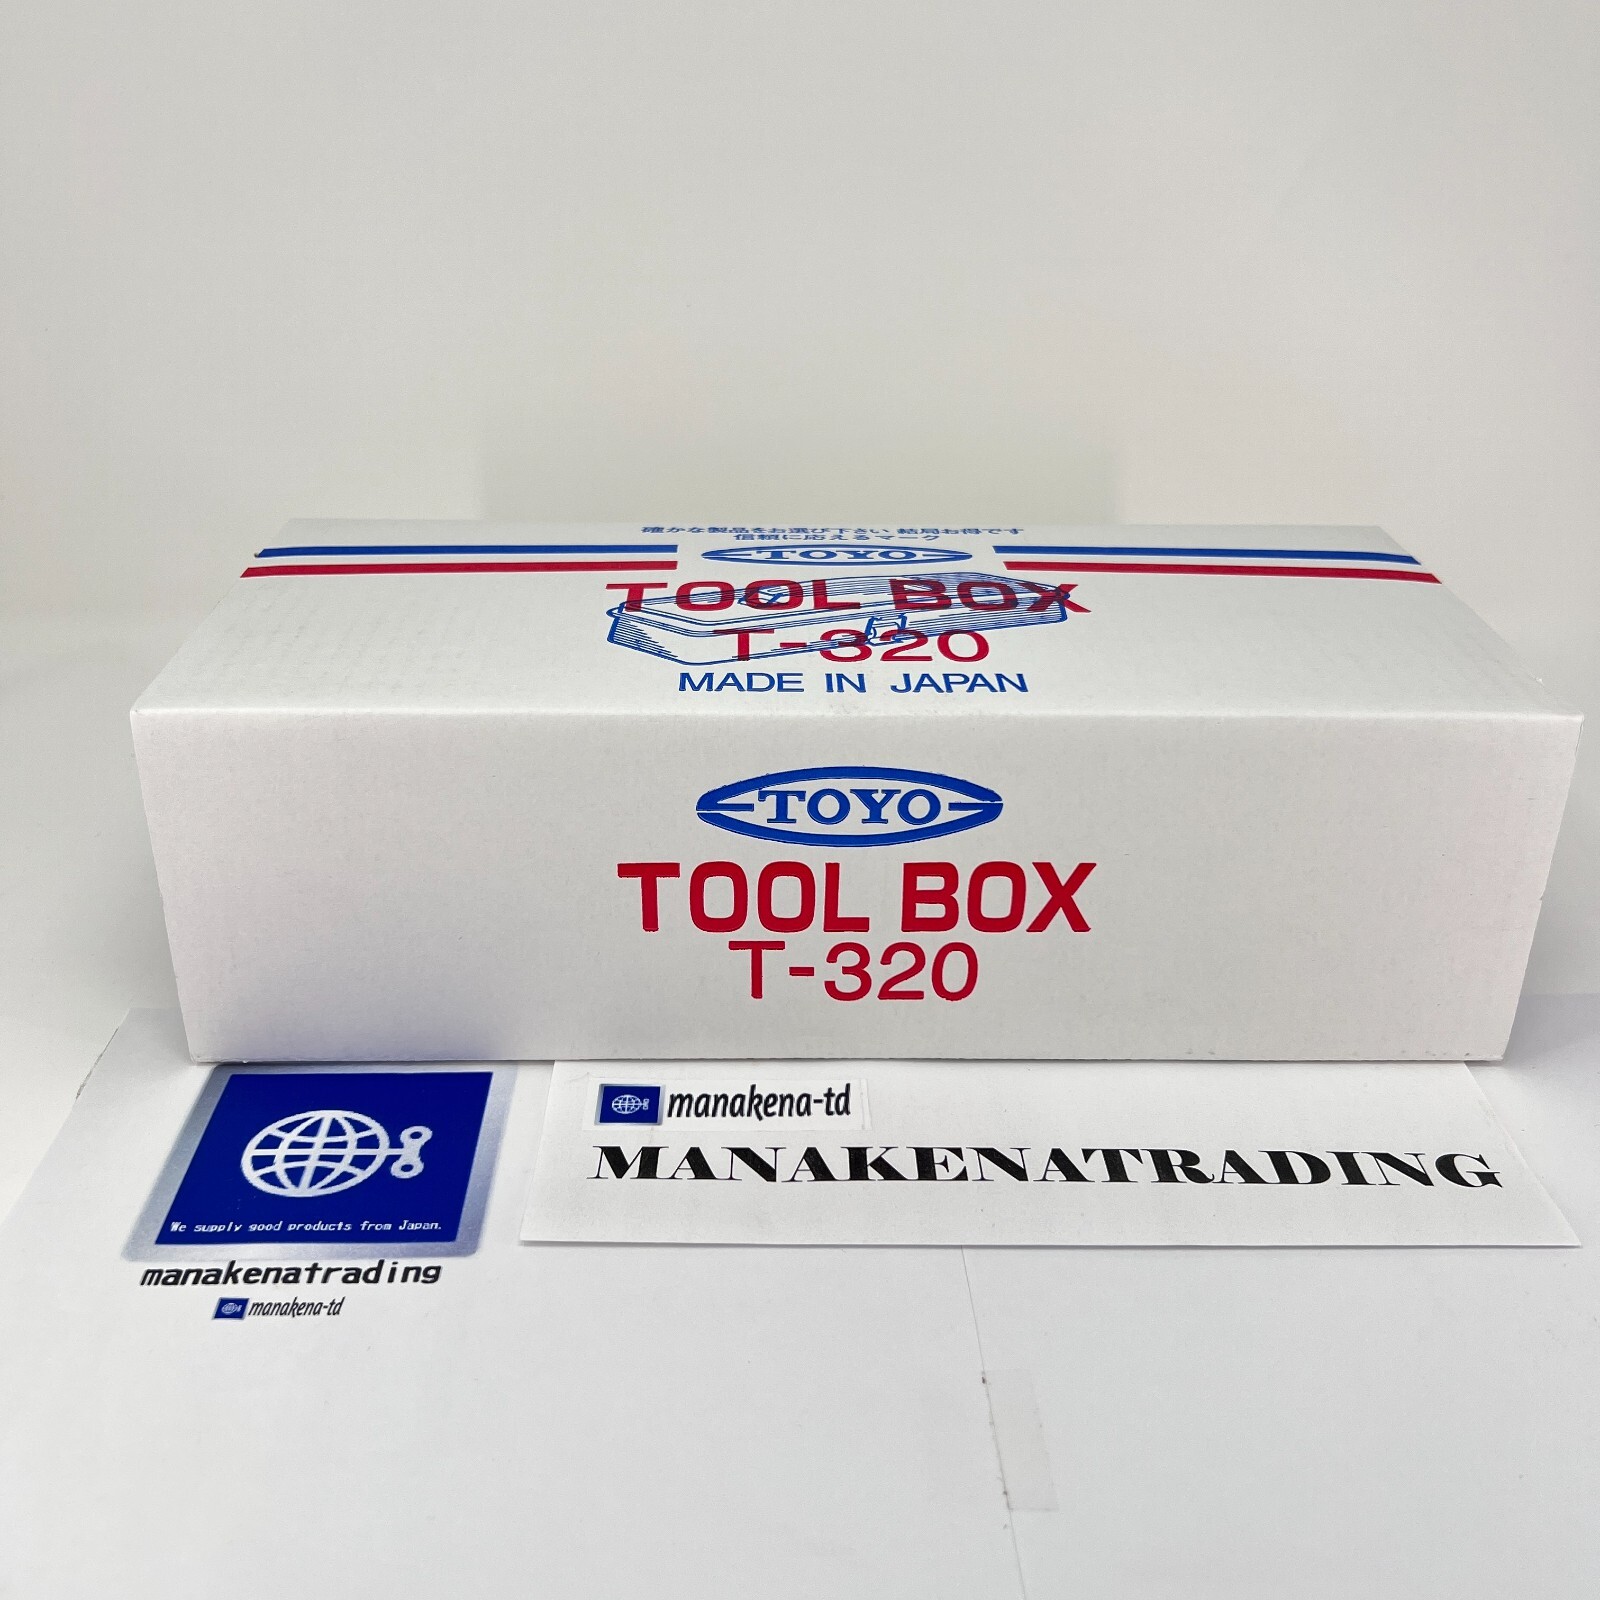 確かな製品をお選び下さい 結局お得です
信頼に応えるマーク
TOYO
TOOL BOX
T-320
MADE IN JAPAN
TOYO
TOOL BOX
T-320
manakena-td
MANAKENATRADING
We supply good products from Japan.
manakenatrading
manakena-td